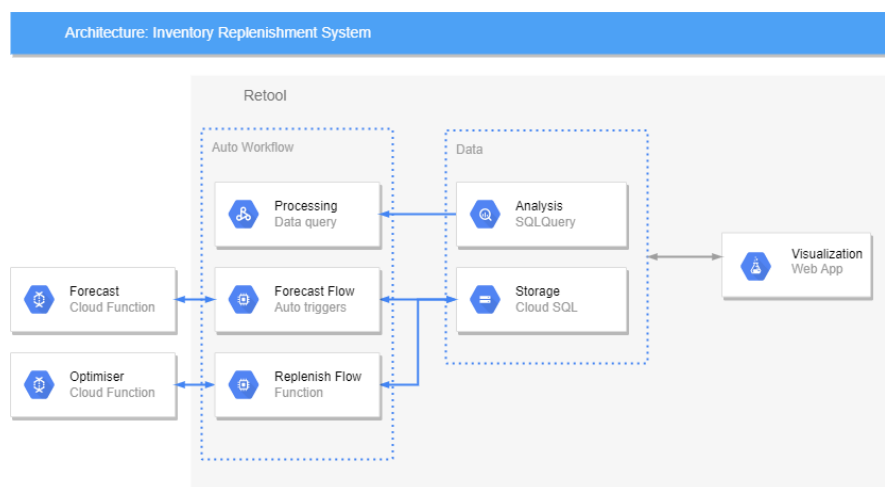 Architecture: Inventory Replenishment System
Retool
Auto Workflow
Data
Processing
Data query
Analysis
SQLQuery
Visualization
Web App
Forecast
Cloud Function
Forecast Flow
Auto triggers
Storage
Cloud SQL
Optimiser
Cloud Function
Replenish Flow
Function